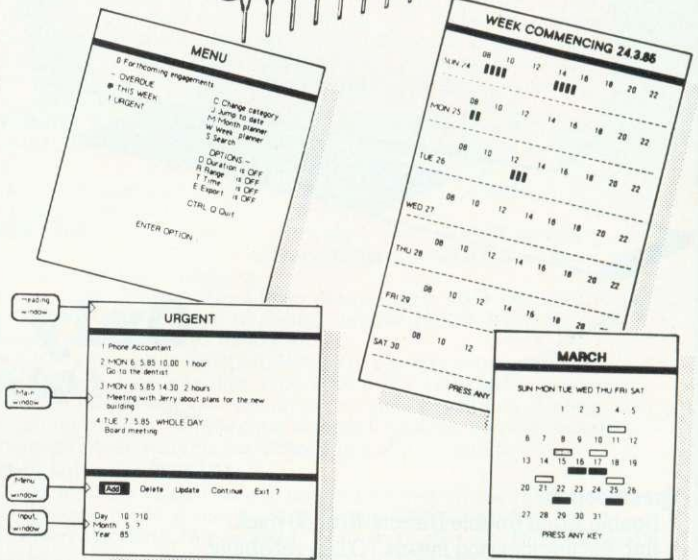 MENU
0 Forthcoming engagements
- OVERDUE
● THIS WEEK
! URGENT
C Change category
J Jump to date
M Month planner
W Week planner
S Search
OPTIONS -
D Duration is OFF
R Range is OFF
T Time is OFF
E Export is OFF
CTRL Q Quit
ENTER OPTION
WEEK COMMENCING 24.3.85
08 10 12 14 16 18 20 22
SUN 24
08 10 12 14 16 18 20 22
MON 25
08 10 12 14 16 18 20 22
TUE 26
08 10 12 14 16 18 20 22
WED 27
08 10 12 14 16 18 20 22
THU 28
08 10 12 14 16 18 20 22
FRI 29
08 10 12
SAT 30
PRESS ANY
Heading
window
URGENT
1 Phone Accountant
2 MON 6. 5.85 10.00 1 hour
Go to the dentist
3 MON 6. 5.85 14.30 2 hours
Meeting with Jerry about plans for the new
building
4 TUE 7. 5.85 WHOLE DAY
Board meeting
Main
window
Menu
window
Add Delete Update Continue Exit ?
Input
window
Day 10 ?10
Month 5 ?
Year 85
MARCH
SUN MON TUE WED THU FRI SAT
1 2 3 4 5
6 7 8 9 10 11 12
13 14 15 16 17 18 19
20 21 22 23 24 25 26
27 28 29 30 31
PRESS ANY KEY